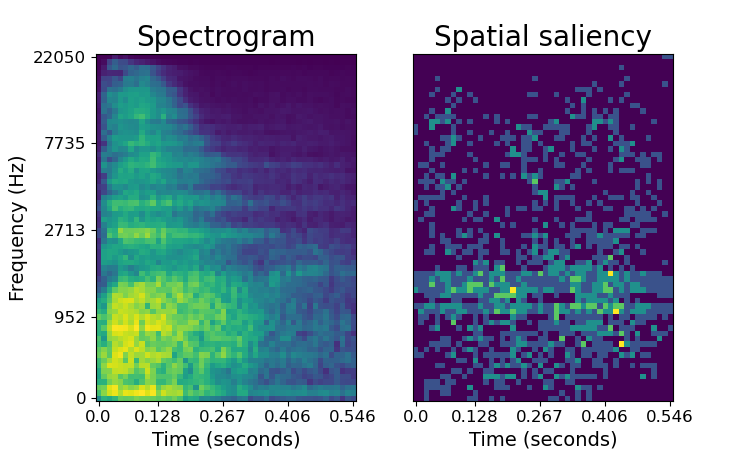 Spectrogram
Spatial saliency
22050
7735
2713
952
0
Frequency (Hz)
0.0 0.128 0.267 0.406 0.546
0.0 0.128 0.267 0.406 0.546
Time (seconds)
Time (seconds)